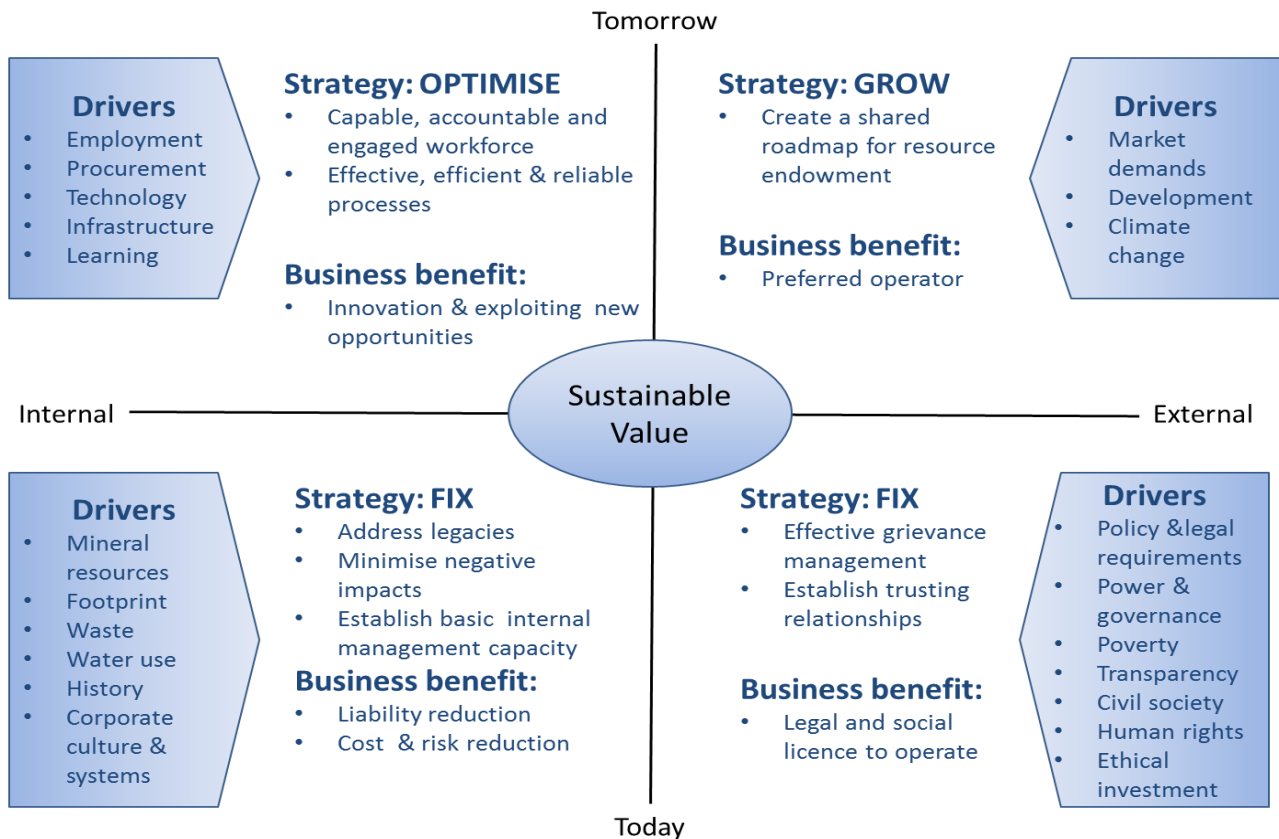 Tomorrow
Drivers
• Employment
• Procurement
• Technology
• Infrastructure
• Learning
Strategy: OPTIMISE
• Capable, accountable and
engaged workforce
• Effective, efficient & reliable
processes
Business benefit:
• Innovation & exploiting new
opportunities
Strategy: GROW
• Create a shared
roadmap for resource
endowment
Business benefit:
• Preferred operator
Drivers
• Market
demands
• Development
• Climate
change
Internal
Sustainable
Value
External
Drivers
• Mineral
resources
• Footprint
• Waste
• Water use
• History
• Corporate
culture &
systems
Strategy: FIX
• Address legacies
• Minimise negative
impacts
• Establish basic internal
management capacity
Business benefit:
• Liability reduction
• Cost & risk reduction
Strategy: FIX
• Effective grievance
management
• Establish trusting
relationships
Business benefit:
• Legal and social
licence to operate
Drivers
• Policy &legal
requirements
• Power &
governance
• Poverty
• Transparency
• Civil society
• Human rights
• Ethical
investment
Today